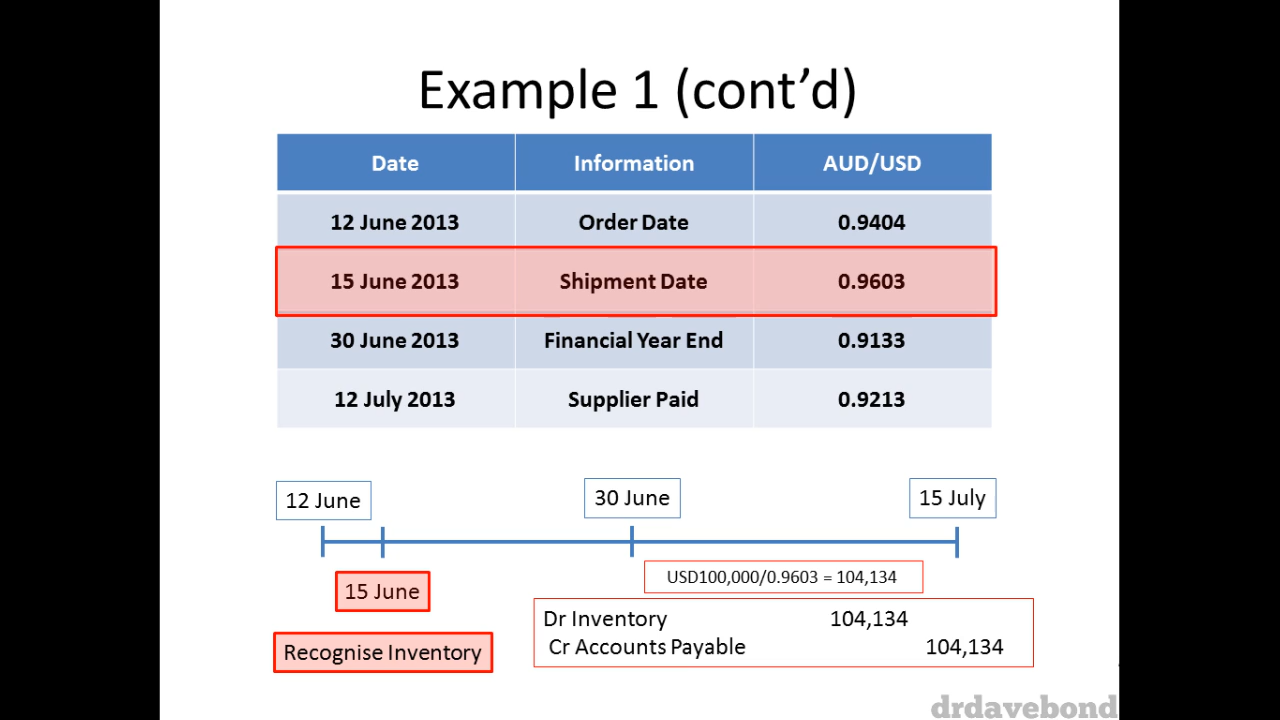 Example 1 (cont’d)
Date Information AUD/USD
12 June 2013 Order Date 0.9404
15 June 2013 Shipment Date 0.9603
30 June 2013 Financial Year End 0.9133
12 July 2013 Supplier Paid 0.9213
12 June 30 June 15 July
15 June
USD100,000/0.9603 = 104,134
Recognise Inventory
Dr Inventory 104,134
Cr Accounts Payable 104,134
drdavebond